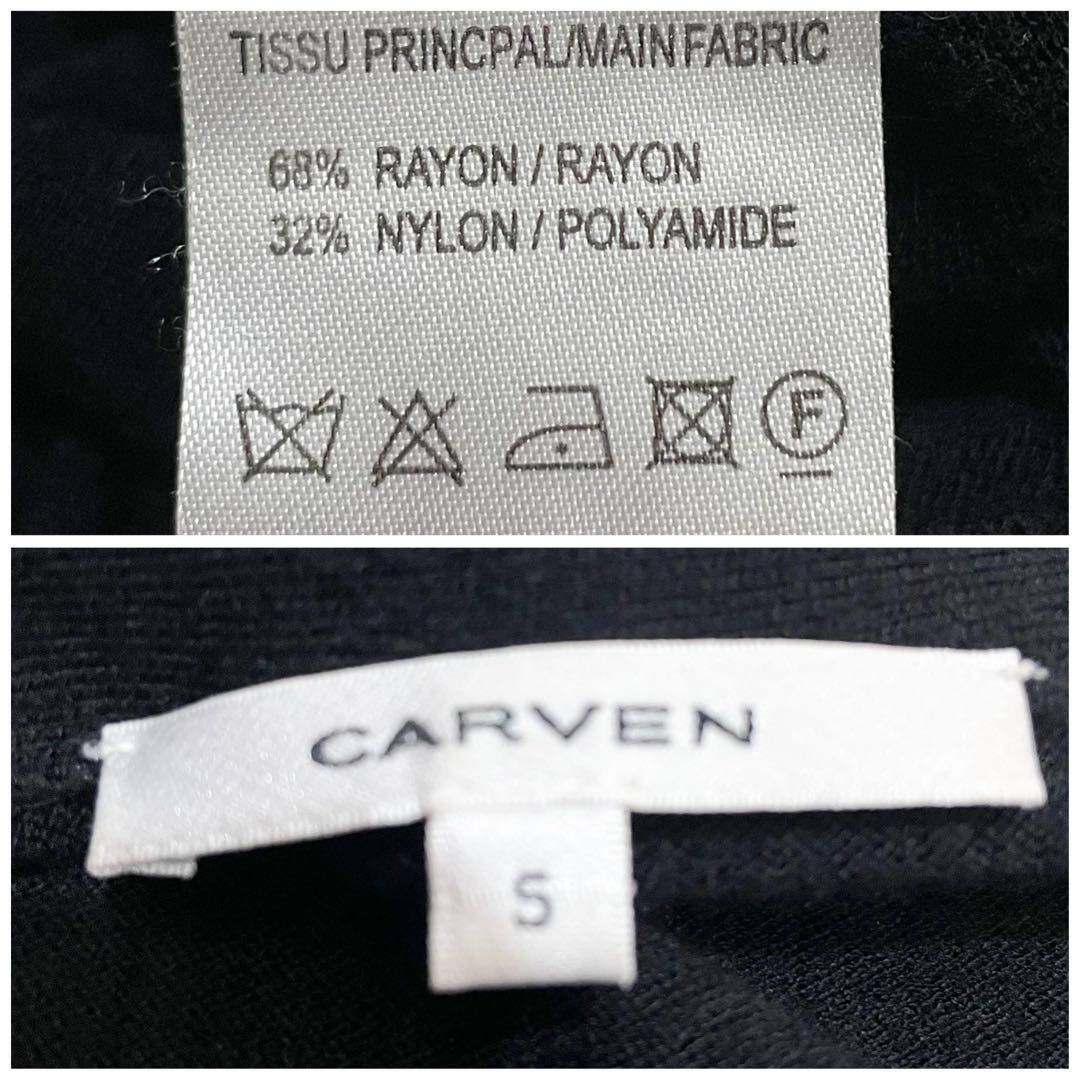 TISSU PRINCPAL/MAIN FABRIC
68% RAYON / RAYON
32% NYLON / POLYAMIDE
F
CARVEN
S